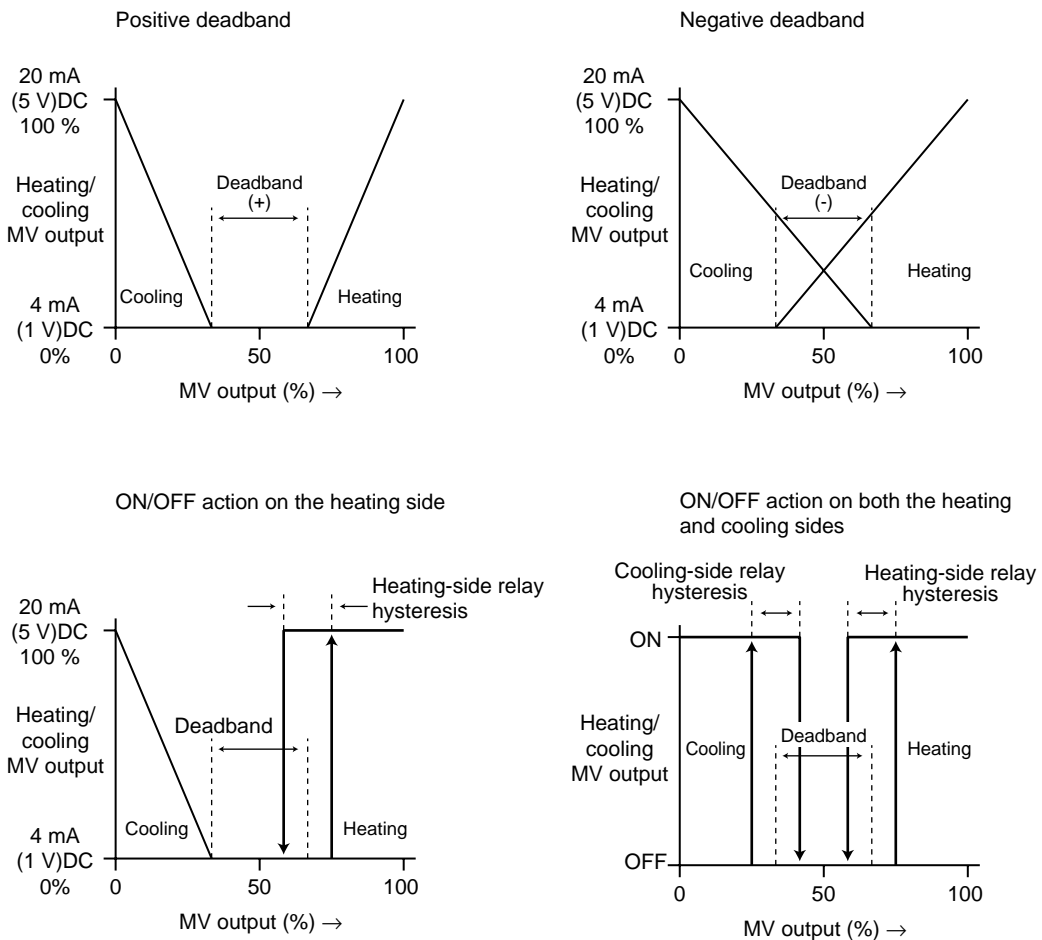 Positive deadband
20 mA
(5 V)DC
100 %
Heating/
cooling
MV output
4 mA
(1 V)DC
0%
Deadband
(+)
Cooling
Heating
0
50
100
MV output (%) →
Negative deadband
20 mA
(5 V)DC
100 %
Heating/
cooling
MV output
4 mA
(1 V)DC
0%
Deadband
(-)
Cooling
Heating
0
50
100
MV output (%) →
ON/OFF action on the heating side
Heating-side relay
hysteresis
20 mA
(5 V)DC
100 %
Heating/
cooling
MV output
4 mA
(1 V)DC
0%
Deadband
Cooling
Heating
0
50
100
MV output (%) →
ON/OFF action on both the heating
and cooling sides
Cooling-side relay
hysteresis
Heating-side relay
hysteresis
ON
Heating/
cooling
MV output
OFF
Cooling
Deadband
Heating
0
50
100
MV output (%) →